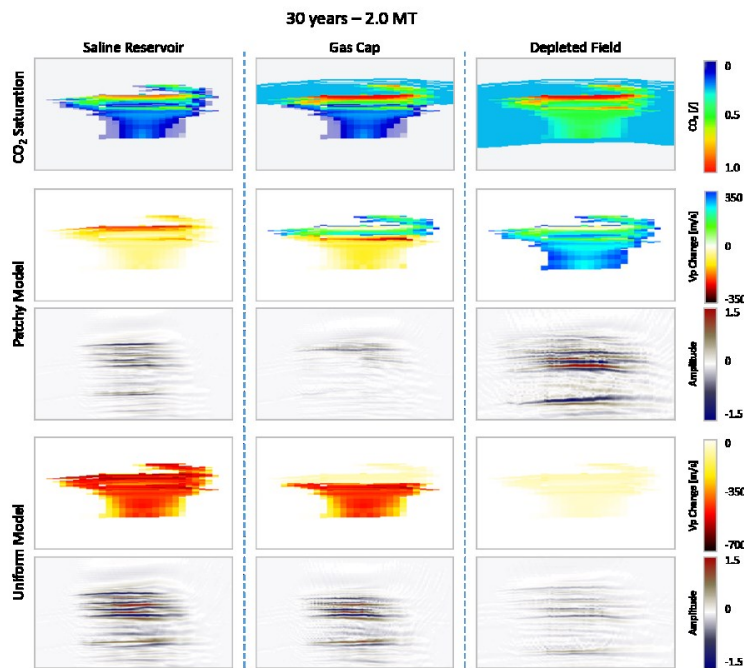 30 years – 2.0 MT
Saline Reservoir
Gas Cap
Depleted Field
CO2 Saturation
0
0.5
1.0
CO₂ [/]
Patchy Model
350
0
-350
Vp Change [m/s]
1.5
0
-1.5
Amplitude
Uniform Model
0
-350
-700
Vp Change [m/s]
1.5
0
-1.5
Amplitude